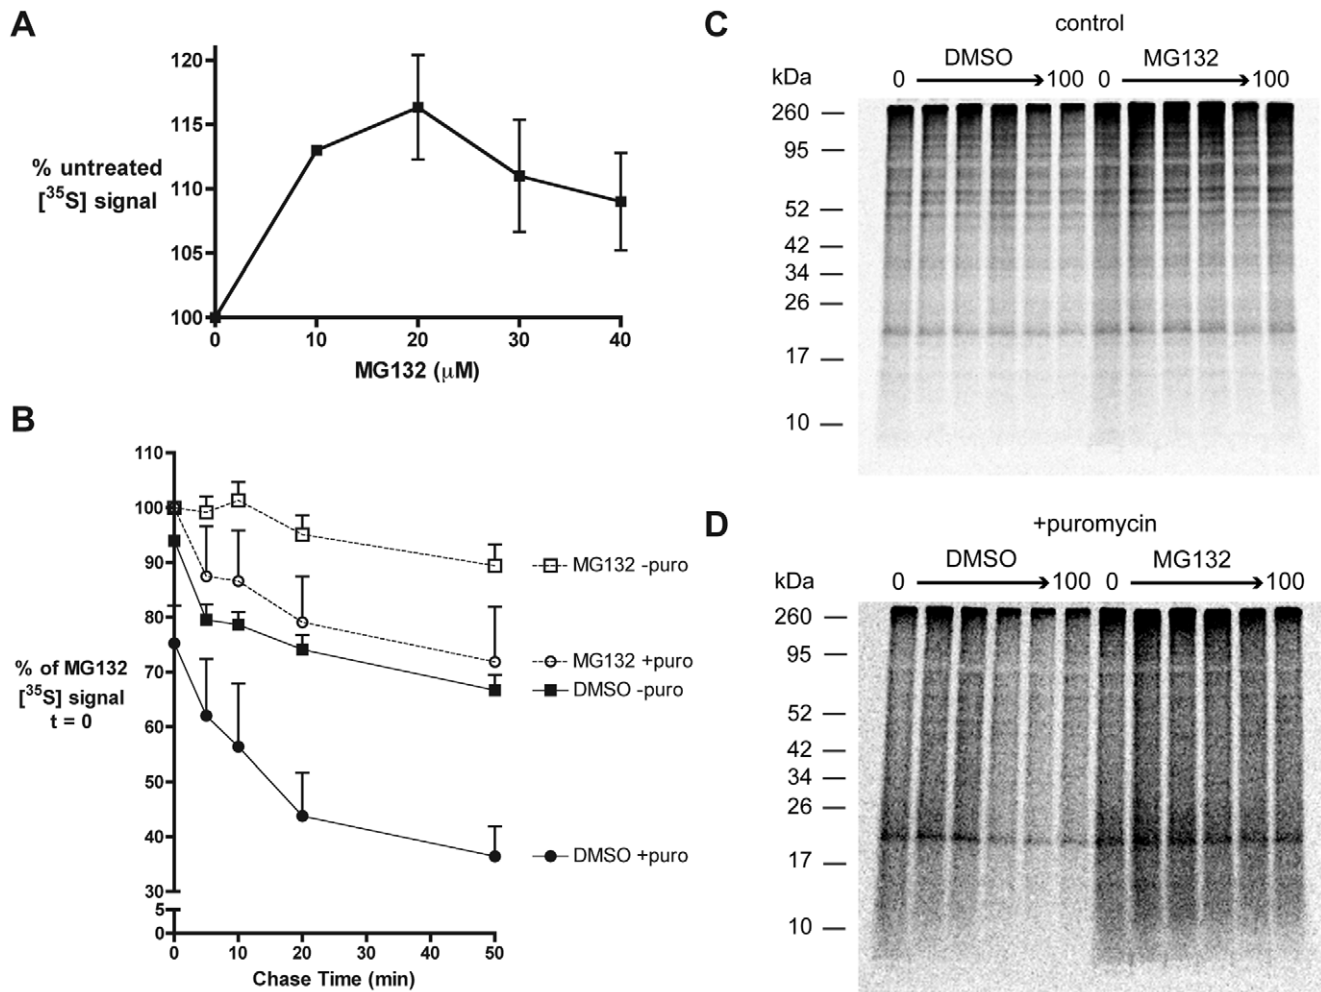 A
120
115
110
105
100
% untreated
[35S] signal
0 10 20 30 40
MG132 (μM)
B
110
100
90
80
70
60
50
40
30
5
0
% of MG132
[35S] signal
t = 0
MG132 -puro
MG132 +puro
DMSO -puro
DMSO +puro
0 10 20 30 40 50
Chase Time (min)
C
control
DMSO MG132
kDa 0 100 0 100
260
95
52
42
34
26
17
10
D
+puromycin
DMSO MG132
kDa 0 100 0 100
260
95
52
42
34
26
17
10